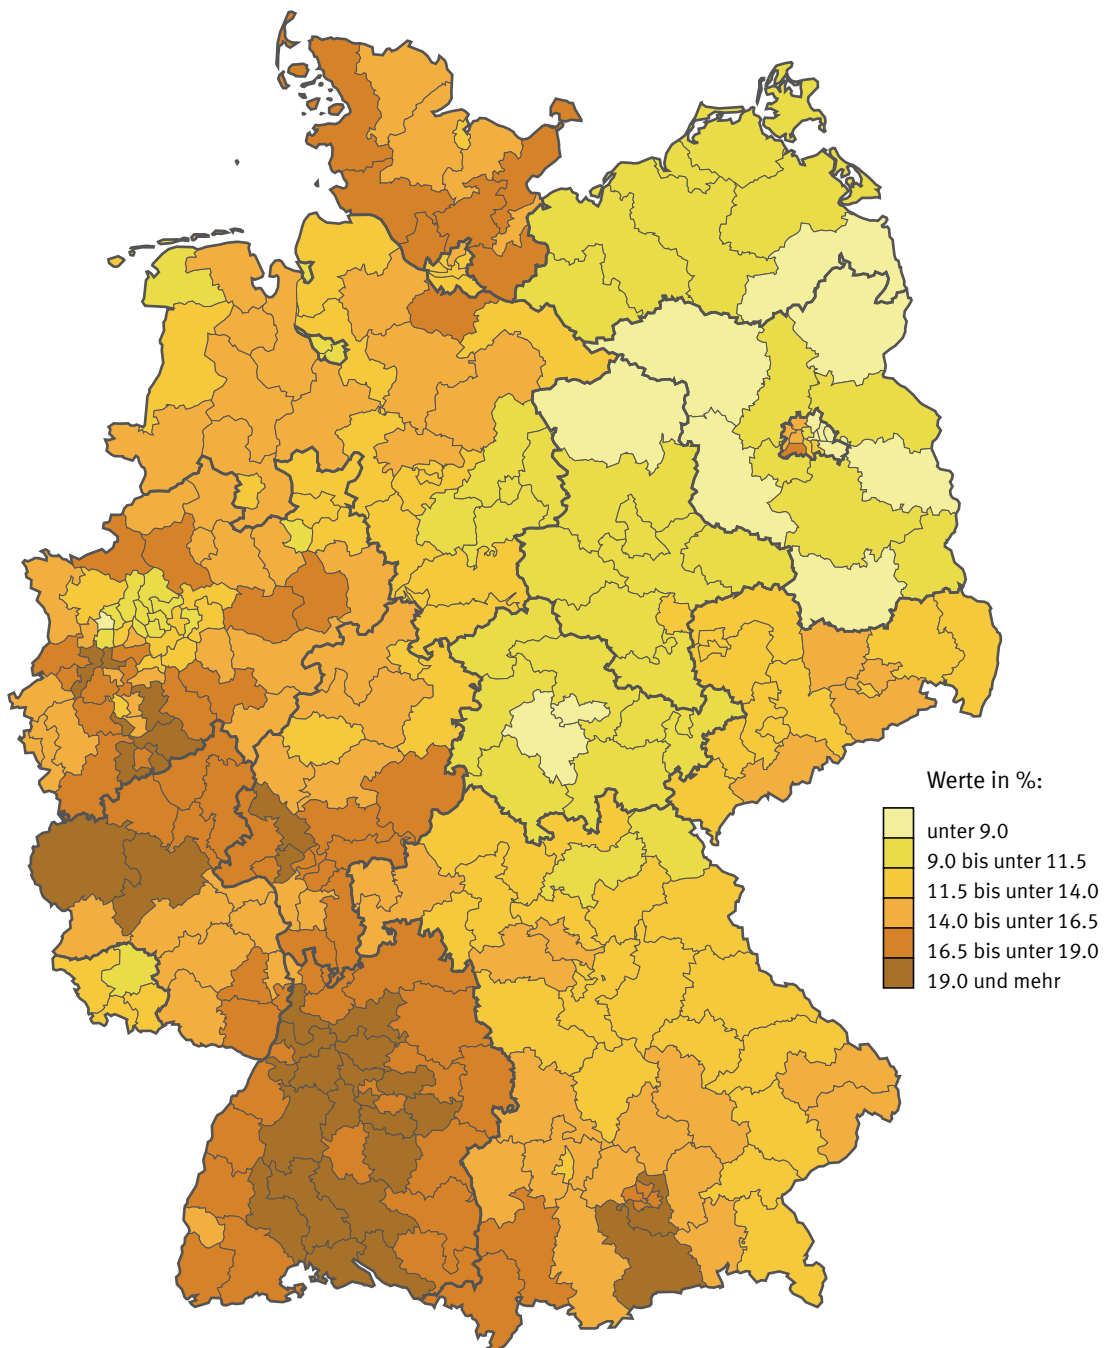 Werte in %:
unter 9.0
9.0 bis unter 11.5
11.5 bis unter 14.0
14.0 bis unter 16.5
16.5 bis unter 19.0
19.0 und mehr